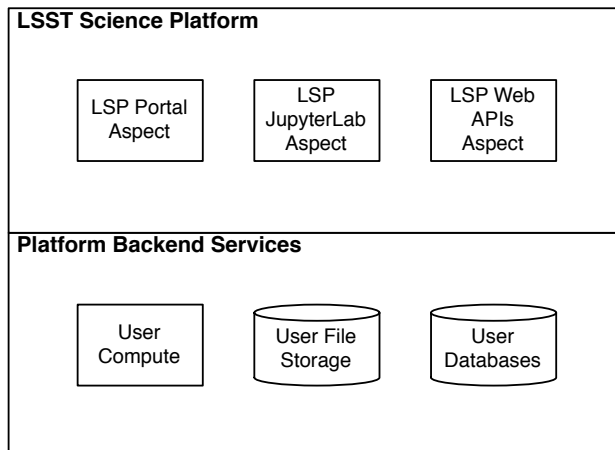 LSST Science Platform
LSP Portal
Aspect
LSP
JupyterLab
Aspect
LSP Web
APIs
Aspect
Platform Backend Services
User
Compute
User File
Storage
User
Databases